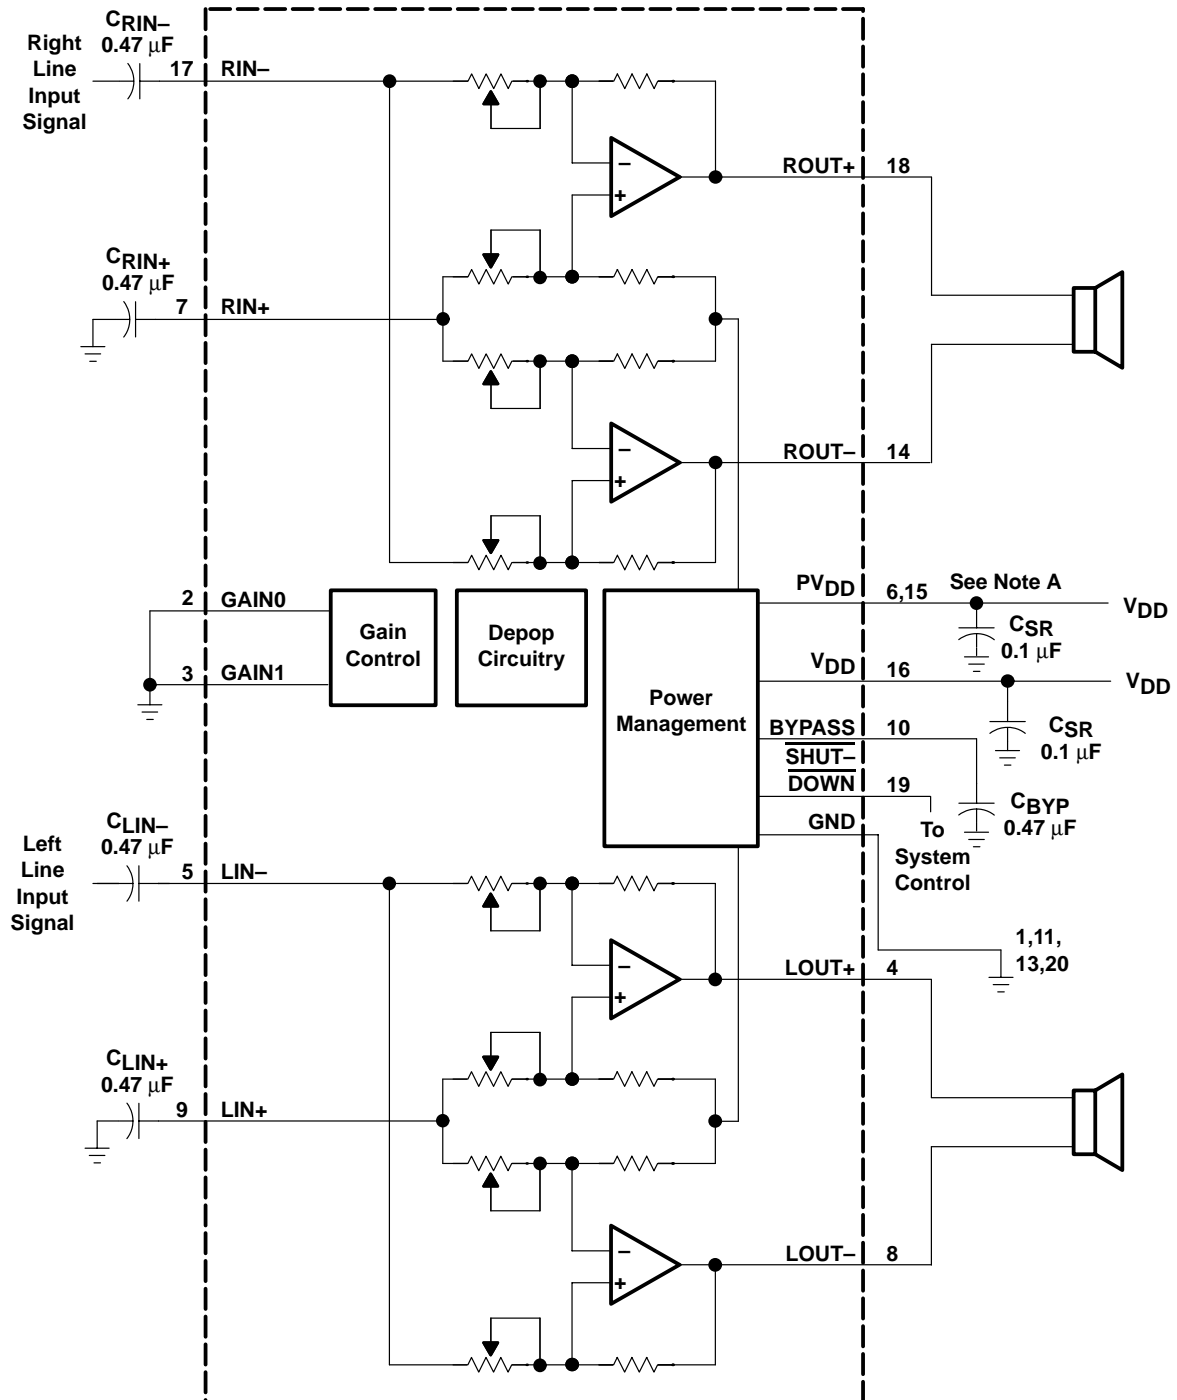 CRIN–
0.47 μF
Right
Line
Input
Signal
17
RIN–
–
+
ROUT+
18
CRIN+
0.47 μF
7
RIN+
–
+
ROUT–
14
2
GAIN0
3
GAIN1
Gain
Control
Depop
Circuitry
Power
Management
PVDD
6,15
See Note A
VDD
CSR
0.1 μF
VDD
16
VDD
CSR
0.1 μF
BYPASS
10
SHUT–
DOWN
19
CBYP
0.47 μF
GND
To
System
Control
1,11,
13,20
CLIN–
0.47 μF
Left
Line
Input
Signal
5
LIN–
–
+
LOUT+
4
CLIN+
0.47 μF
9
LIN+
–
+
LOUT–
8